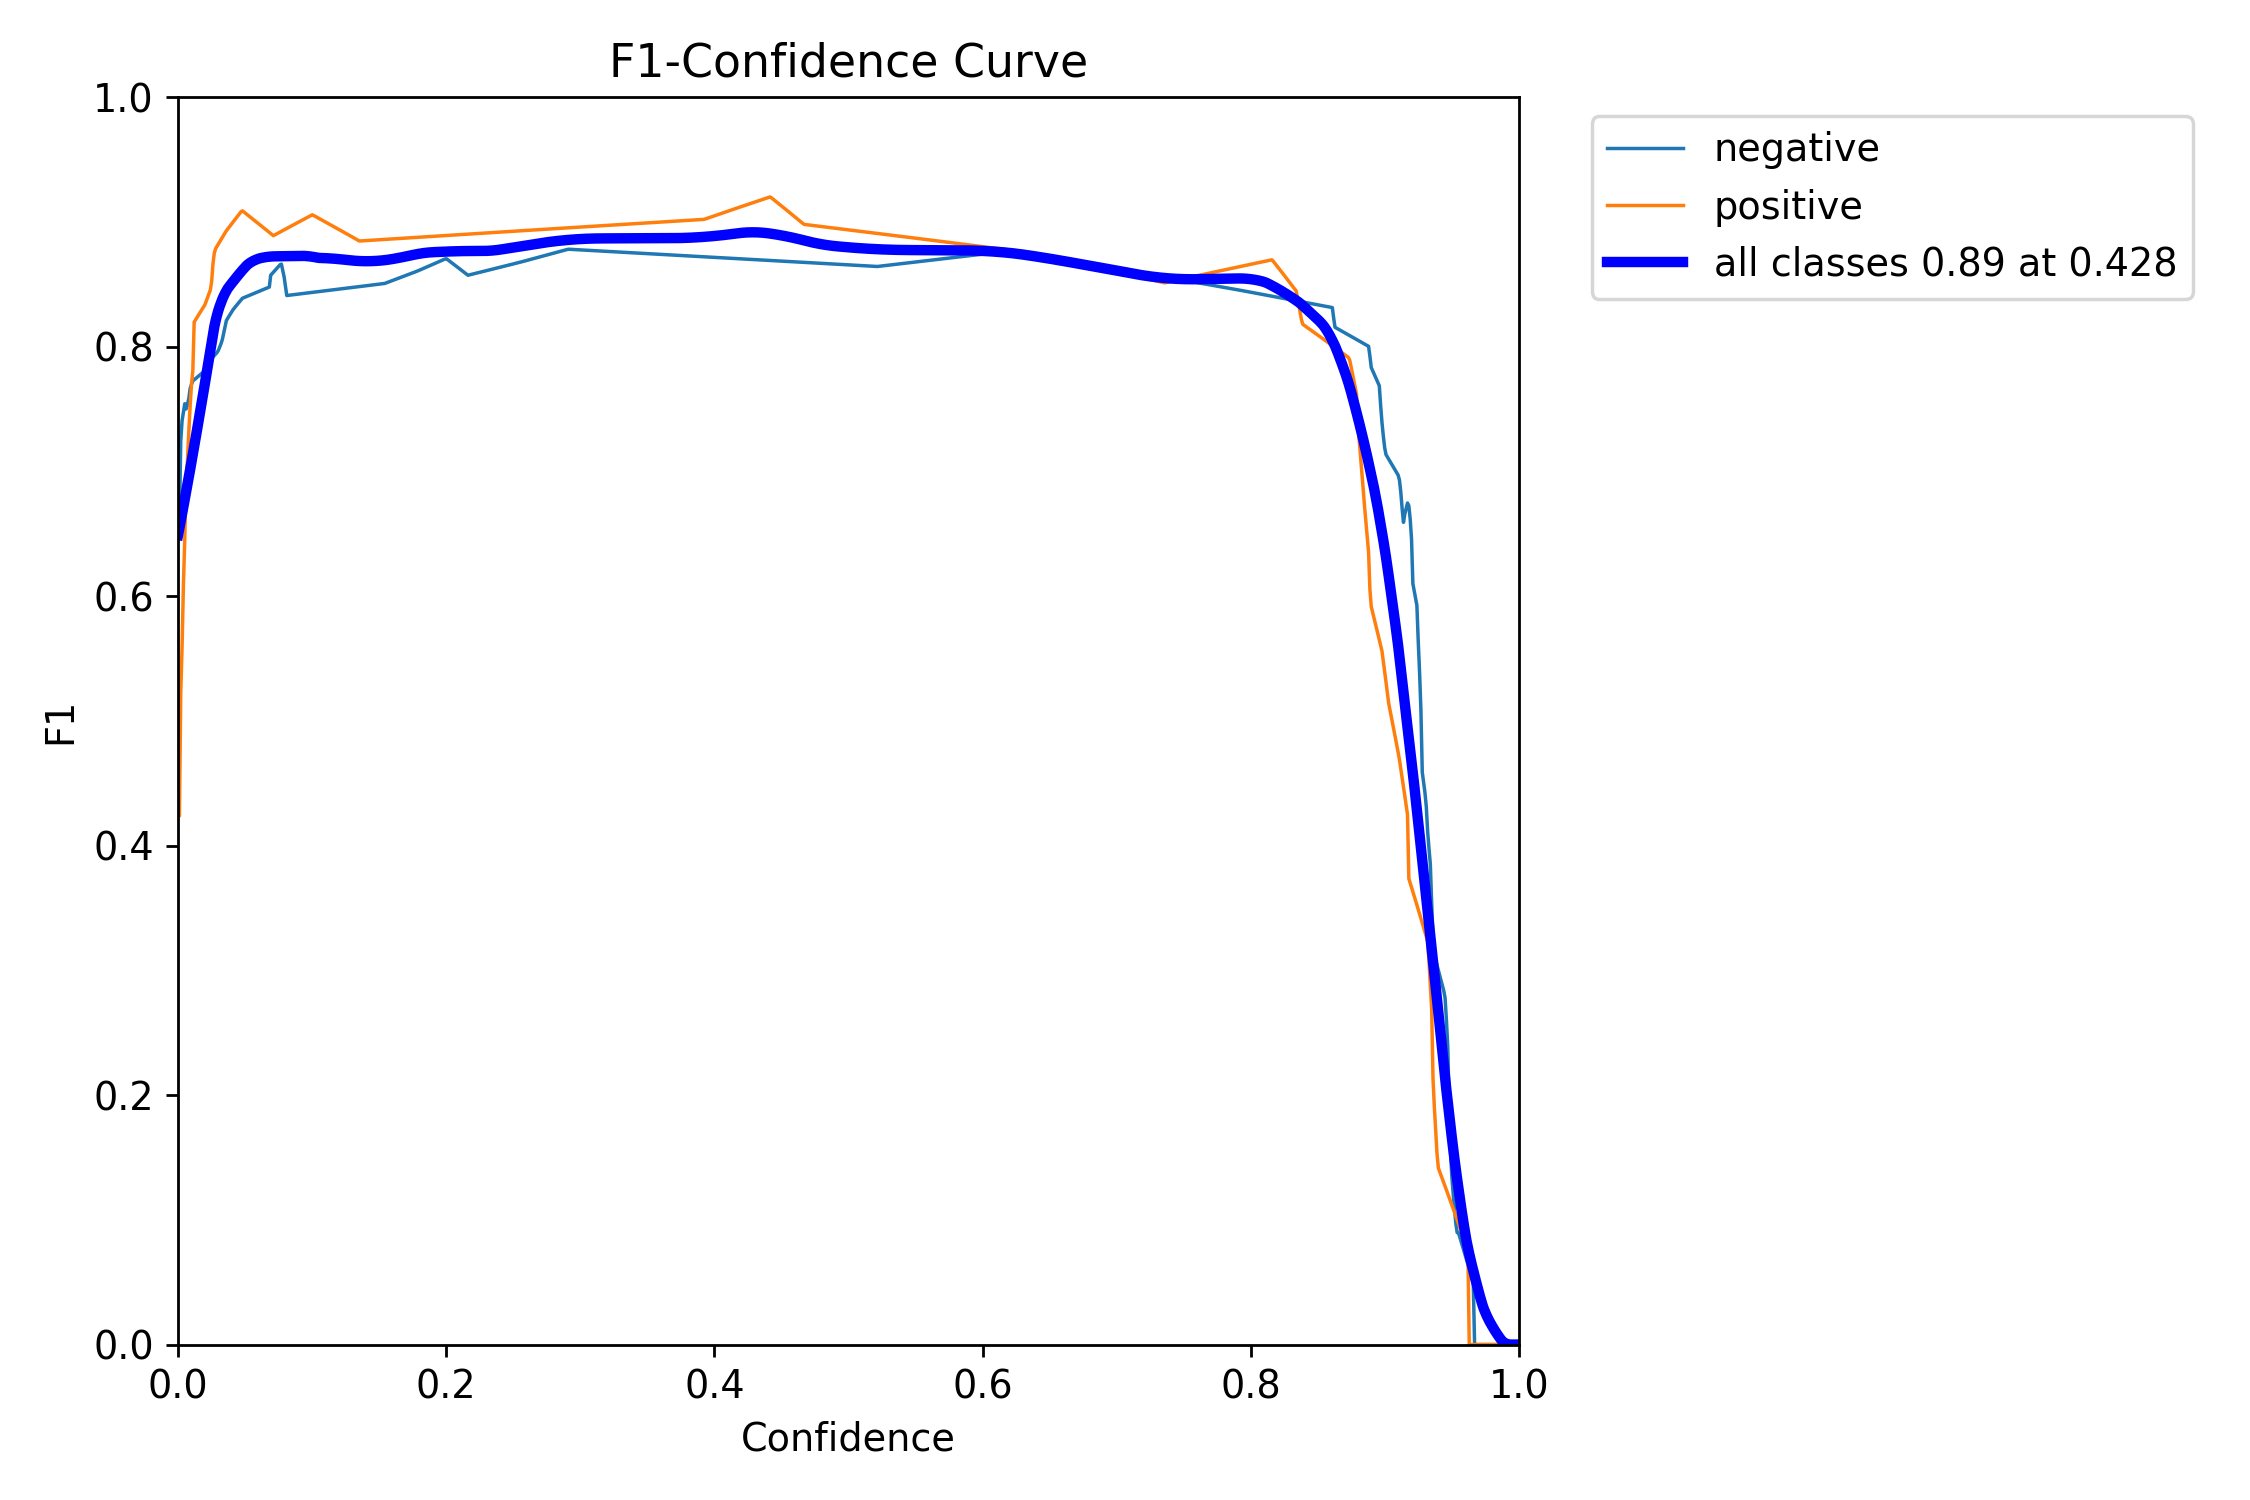 F1-Confidence Curve
1.0
0.8
0.6
0.4
0.2
0.0
F1
0.0 0.2 0.4 0.6 0.8 1.0
Confidence
negative
positive
all classes 0.89 at 0.428